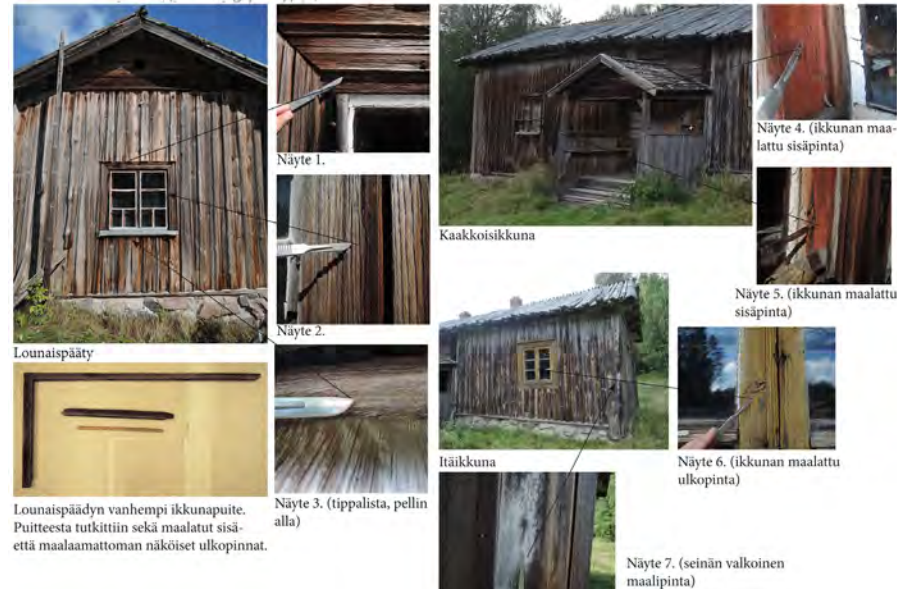 Näyte 1.
Näyte 2.
Lounaispääty
Näyte 3. (tippalista, pellin
alla)
Lounaispäädyn vanhempi ikkunapuite.
Puitteesta tutkittiin sekä maalatut sisä-
että maalaamattoman näköiset ulkopinnat.
Näyte 4. (ikkunan maa-
lattu sisäpinta)
Kaakkoisikkuna
Näyte 5. (ikkunan maalattu
sisäpinta)
Itäikkuna
Näyte 6. (ikkunan maalattu
ulkopinta)
Näyte 7. (seinän valkoinen
maalipinta)